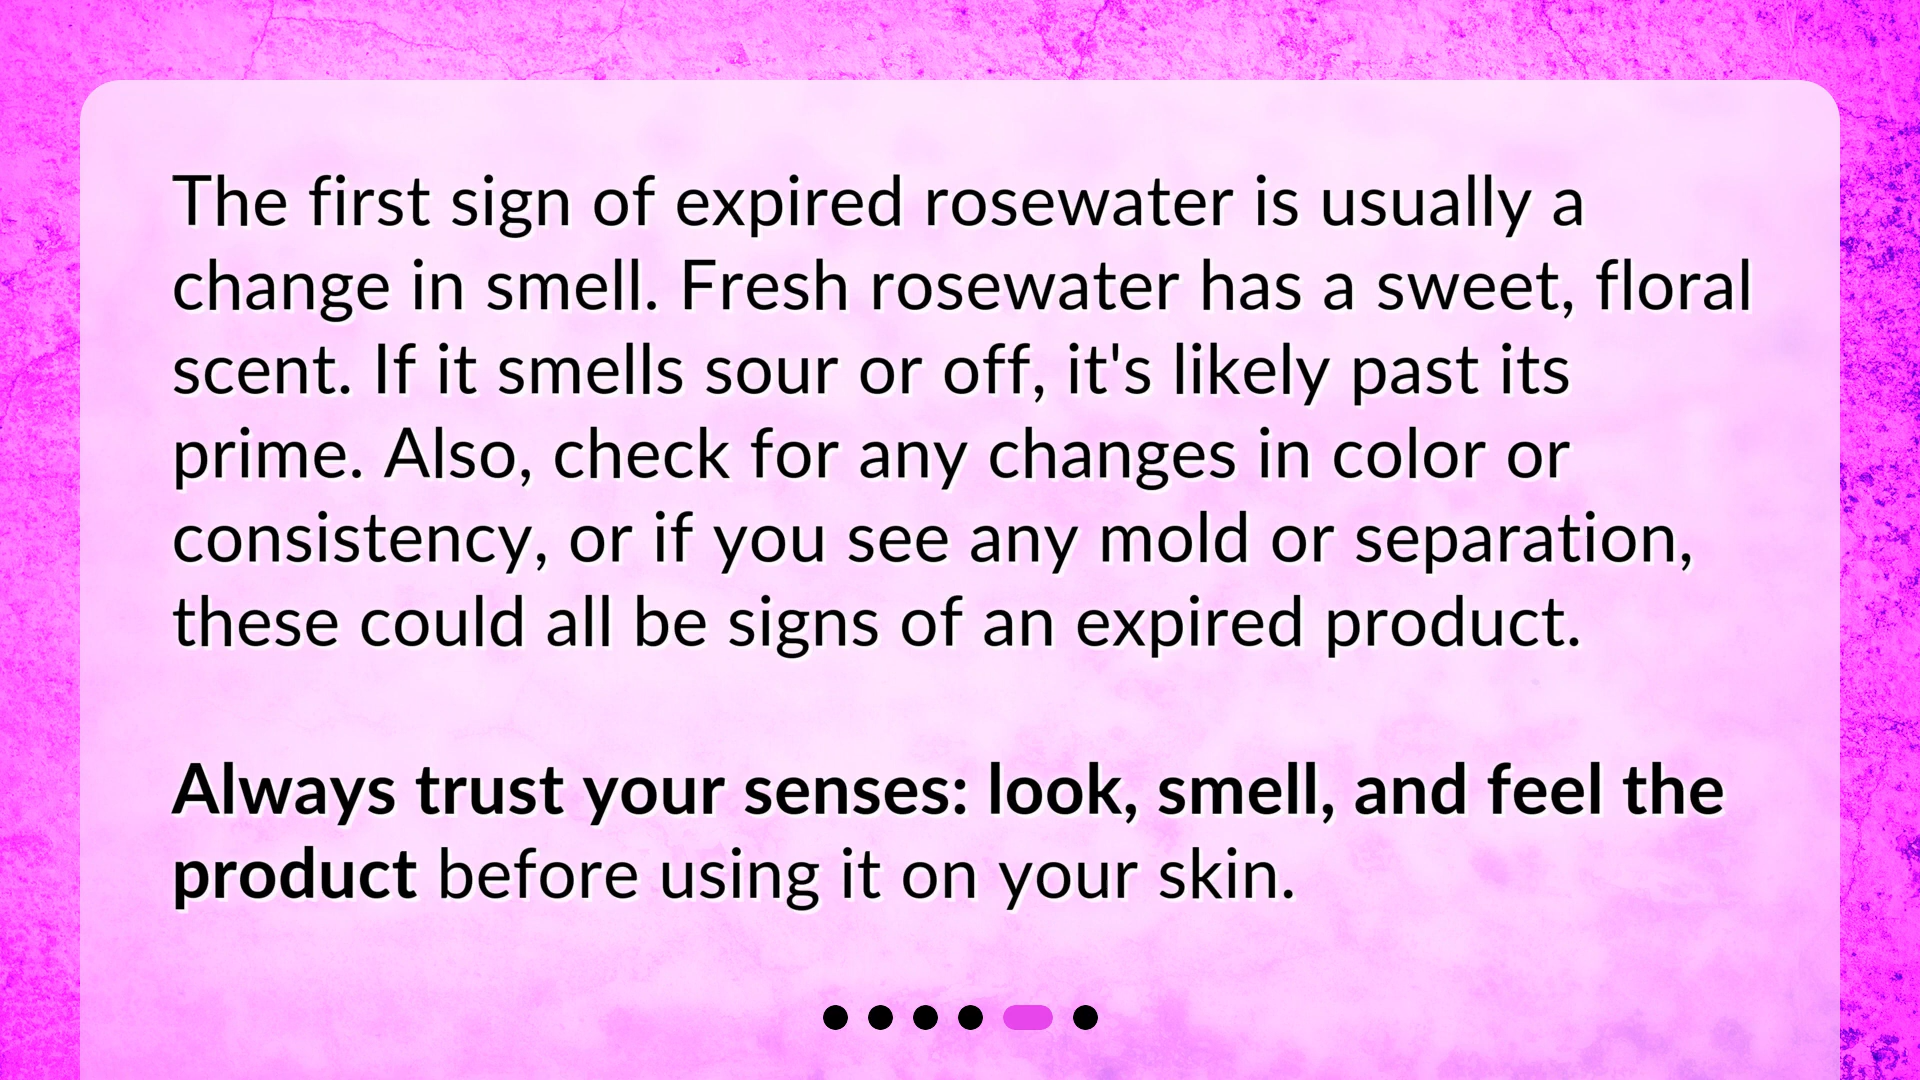 The first sign of expired rosewater is usually a
change in smell. Fresh rosewater has a sweet, floral
scent. If it smells sour or off, it's likely past its
prime. Also, check for any changes in color or
consistency, or if you see any mold or separation,
these could all be signs of an expired product.
Always trust your senses: look, smell, and feel the
product before using it on your skin.